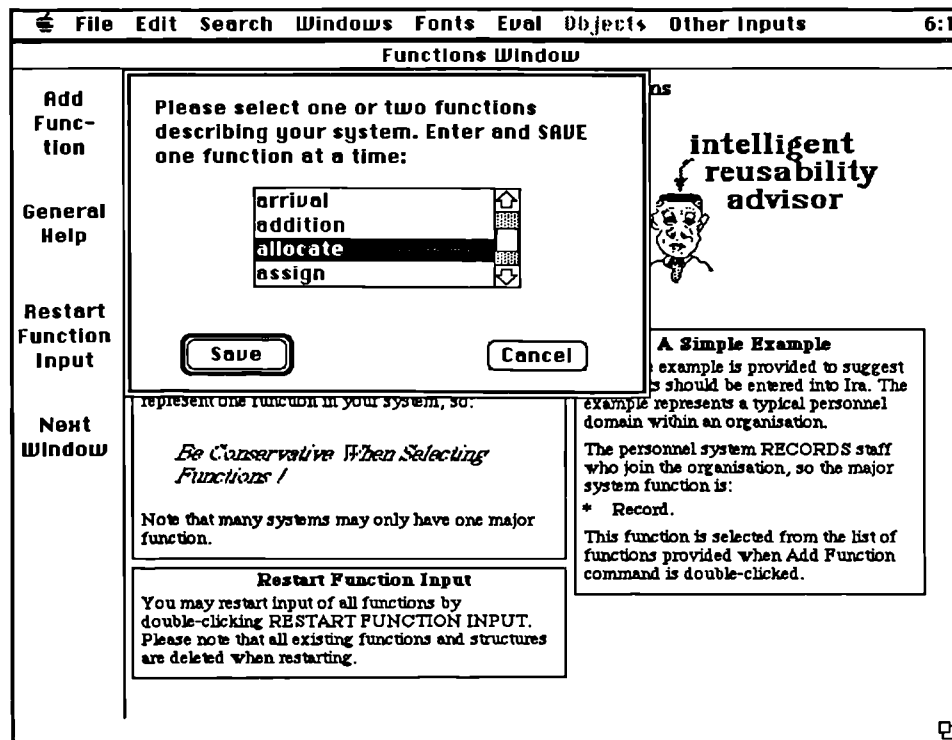 File Edit Search Windows Fonts Eval Objects Other Inputs 6:1
Functions Window
Add
Func-
tion
General
Help
Restart
Function
Input
Next
Window
Please select one or two functions
describing your system. Enter and SAVE
one function at a time:
arrival
addition
allocate
assign
Save
Cancel
ns
intelligent
reusability
advisor
represent one function in your system, so:
Be Conservative When Selecting
Functions !
Note that many systems may only have one major
function.
Restart Function Input
You may restart input of all functions by
double-clicking RESTART FUNCTION INPUT.
Please note that all existing functions and structures
are deleted when restarting.
A Simple Example
example is provided to suggest
s should be entered into Ira. The
example represents a typical personnel
domain within an organisation.
The personnel system RECORDS staff
who join the organisation, so the major
system function is:
* Record.
This function is selected from the list of
functions provided when Add Function
command is double-clicked.